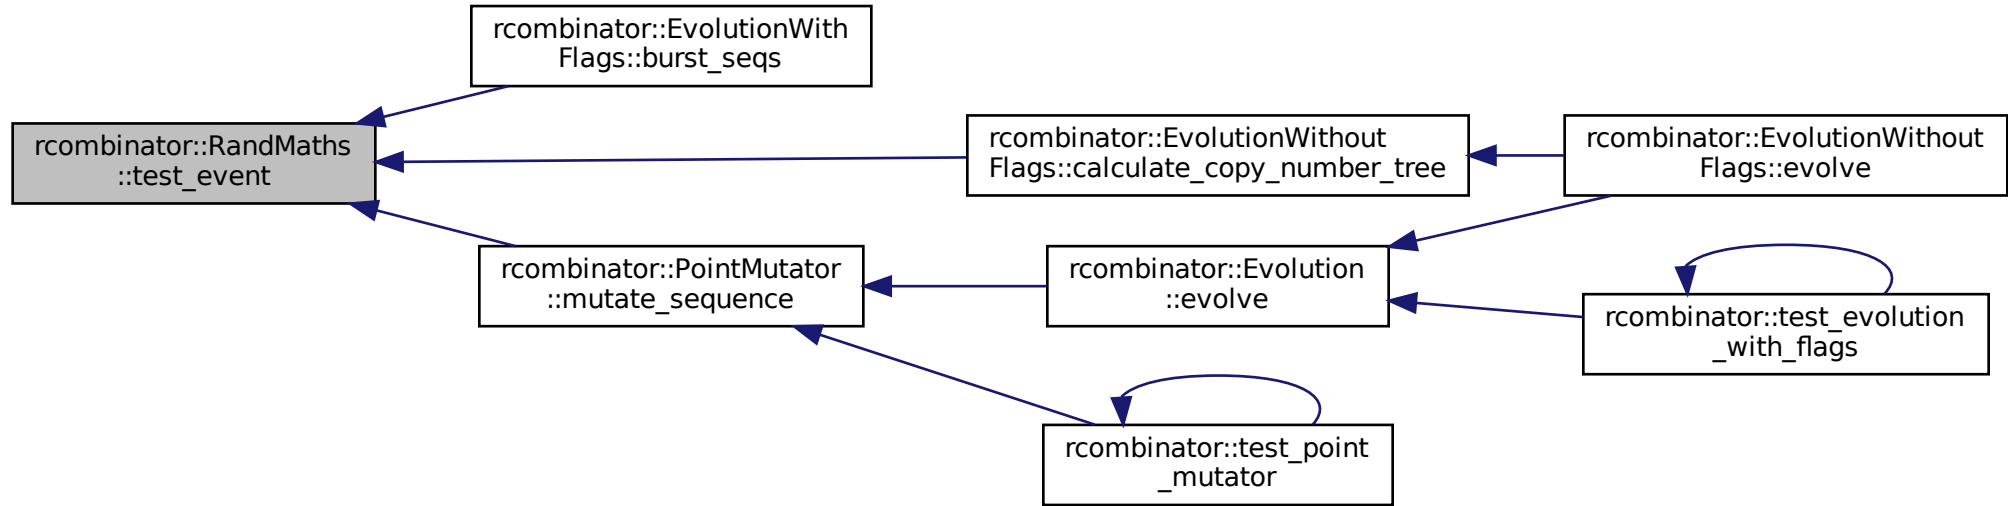 rcombinator::EvolutionWith
Flags::burst_seqs
rcombinator::RandMaths
::test_event
rcombinator::EvolutionWithout
Flags::calculate_copy_number_tree
rcombinator::EvolutionWithout
Flags::evolve
rcombinator::PointMutator
::mutate_sequence
rcombinator::Evolution
::evolve
rcombinator::test_evolution
_with_flags
rcombinator::test_point
_mutator